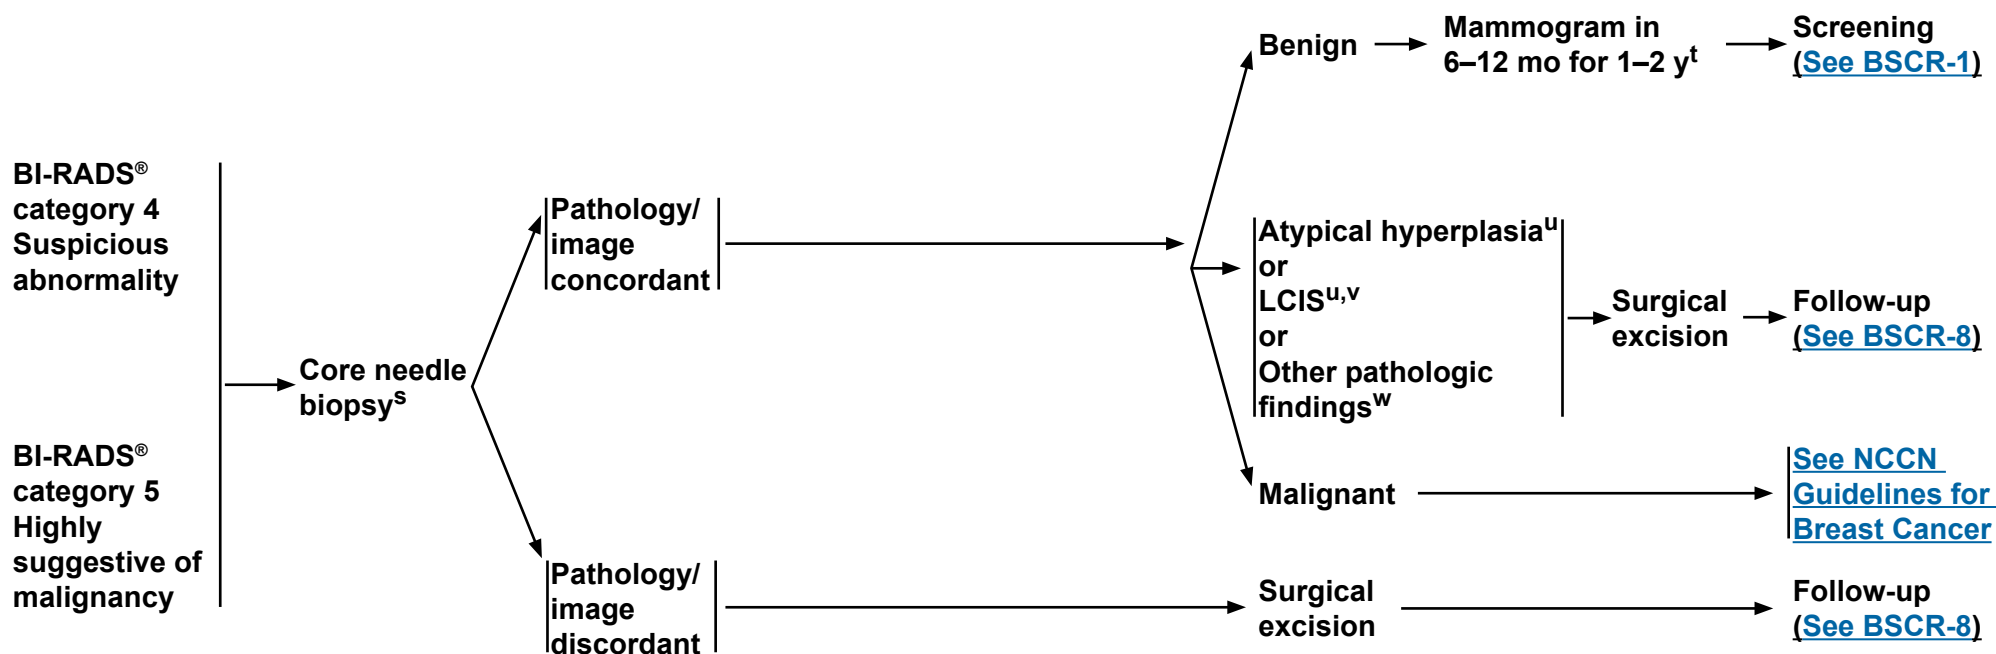 BI-RADS®
category 4
Suspicious
abnormality
BI-RADS®
category 5
Highly
suggestive of
malignancy
Core needle
biopsys
Pathology/
image
concordant
Pathology/
image
discordant
Benign
Mammogram in
6–12 mo for 1–2 yt
Screening
(See BSCR-1)
Atypical hyperplasiau
or
LCISu,v
or
Other pathologic
findingsw
Surgical
excision
Follow-up
(See BSCR-8)
Malignant
See NCCN
Guidelines for
Breast Cancer
Surgical
excision
Follow-up
(See BSCR-8)